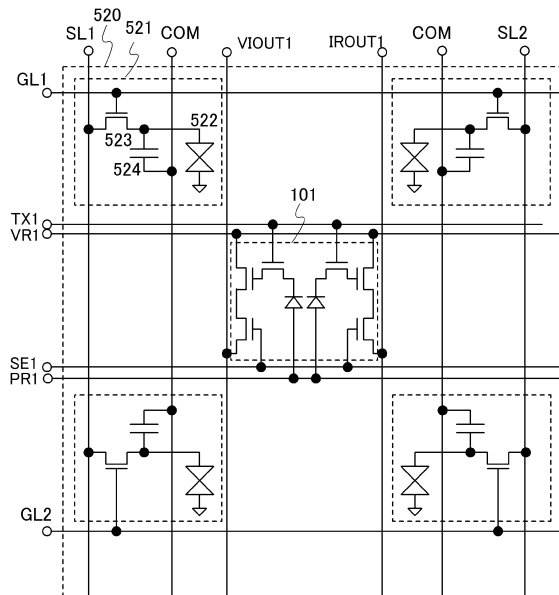 520
SL1 521 COM VIOUT1 IROUT1 COM SL2
GL1
522
523
524
TX1
101
VR1
SE1
PR1
GL2